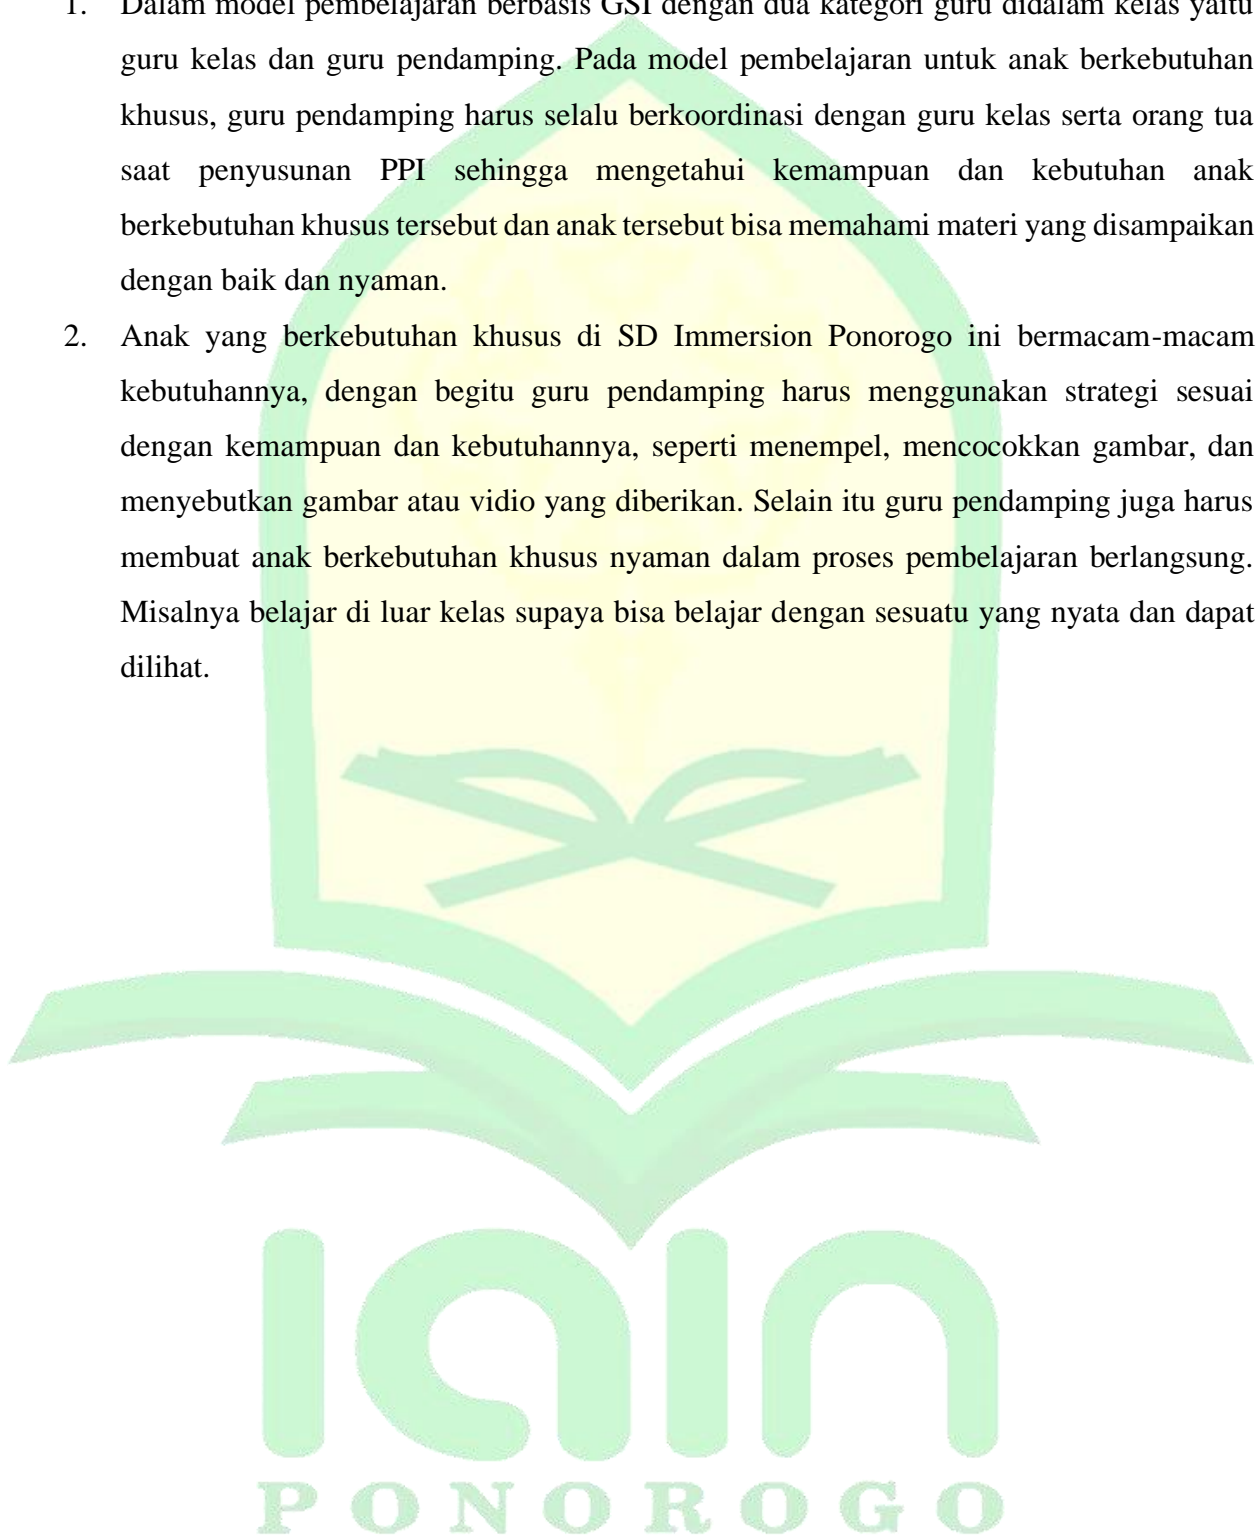 1. Dalam model pembelajaran berbasis GSI dengan dua kategori guru didalam kelas yaitu
guru kelas dan guru pendamping. Pada model pembelajaran untuk anak berkebutuhan
khusus, guru pendamping harus selalu berkoordinasi dengan guru kelas serta orang tua
saat penyusunan PPI sehingga mengetahui kemampuan dan kebutuhan anak
berkebutuhan khusus tersebut dan anak tersebut bisa memahami materi yang disampaikan
dengan baik dan nyaman.
2. Anak yang berkebutuhan khusus di SD Immersion Ponorogo ini bermacam-macam
kebutuhannya, dengan begitu guru pendamping harus menggunakan strategi sesuai
dengan kemampuan dan kebutuhannya, seperti menempel, mencocokkan gambar, dan
menyebutkan gambar atau vidio yang diberikan. Selain itu guru pendamping juga harus
membuat anak berkebutuhan khusus nyaman dalam proses pembelajaran berlangsung.
Misalnya belajar di luar kelas supaya bisa belajar dengan sesuatu yang nyata dan dapat
dilihat.
iain
PONOROGO